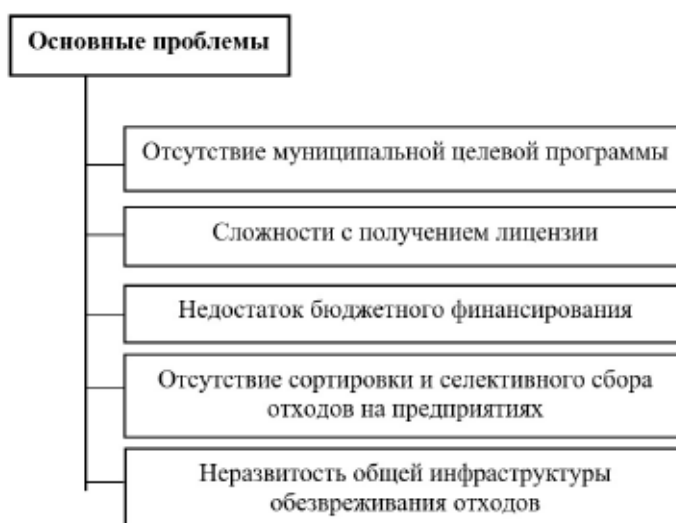 Основные проблемы
Отсутствие муниципальной целевой программы
Сложности с получением лицензии
Недостаток бюджетного финансирования
Отсутствие сортировки и селективного сбора
отходов на предприятиях
Неразвитость общей инфраструктуры
обезвреживания отходов